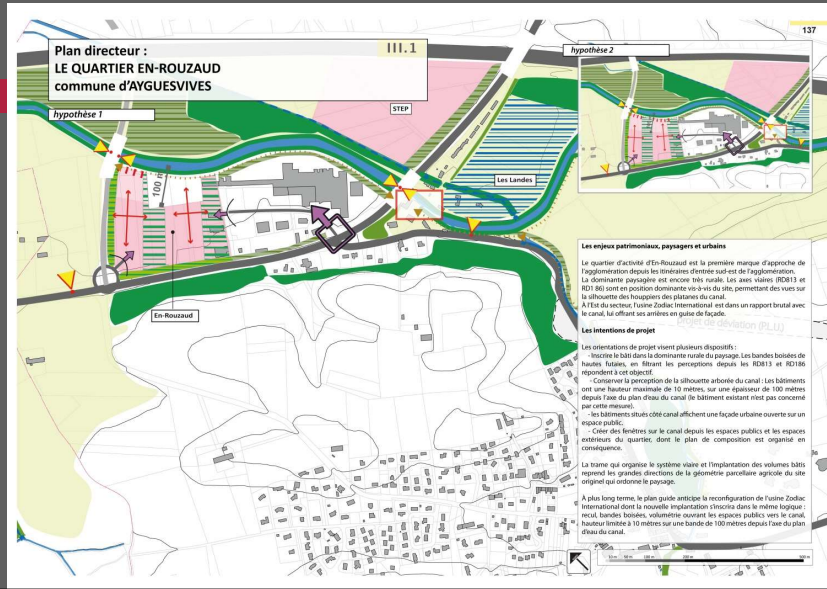 137
Plan directeur :
LE QUARTIER EN-ROUZAUD
commune d'AYGUESVIVES
III.1
hypothèse 1
hypothèse 2
STEP
100 m
Les Landes
En-Rouzaud
projet de déviation (PLU)
Les enjeux patrimoniaux, paysagers et urbains
Le quartier d'activité d'En-Rouzaud est la première marque d'approche de
l'agglomération depuis les itinéraires d'entrée sud-est de l'agglomération.
La dominante paysagère est encore très rurale. Les axes viaires (RD813 et
RD1 86) sont en position dominante vis-à-vis du site, permettant des vues sur
la silhouette des houppiers des platanes du canal.
À l'Est du secteur, l'usine Zodiac International est dans un rapport brutal avec
le canal, lui offrant ses arrières en guise de façade.
Les intentions de projet
Les orientations de projet visent plusieurs dispositifs :
- Inscrire le bâti dans la dominante rurale du paysage. Les bandes boisées de
hautes futaies, en filtrant les perceptions depuis les RD813 et RD186
répondent à cet objectif.
- Conserver la perception de la silhouette arborée du canal : Les bâtiments
ont une hauteur maximale de 10 mètres, sur une épaisseur de 100 mètres
depuis l'axe du plan d'eau du canal (le bâtiment existant n'est pas concerné
par cette mesure).
- les bâtiments situés côté canal affichent une façade urbaine ouverte sur un
espace public.
- Créer des fenêtres sur le canal depuis les espaces publics et les espaces
extérieurs du quartier, dont le plan de composition est organisé en
conséquence.
La trame qui organise le système viaire et l'implantation des volumes bâtis
reprend les grandes directions de la géométrie parcellaire agricole du site
originel qui ordonne le paysage.
À plus long terme, le plan guide anticipe la reconfiguration de l'usine Zodiac
International dont la nouvelle implantation s'inscrira dans le même logique :
recul, bandes boisées, volumétrie ouvrant les espaces publics vers le canal,
hauteur limitée à 10 mètres sur une bande de 100 mètres depuis l'axe du plan
d'eau du canal.
10 m 50 m 100 m 200 m 500 m